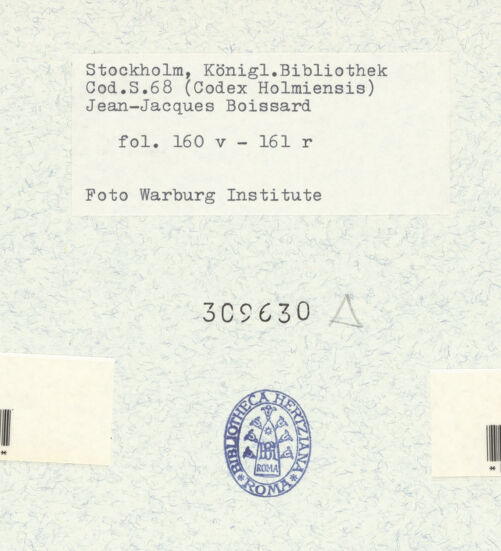 Stockholm, Königl.Bibliothek
Cod.S.68 (Codex Holmiensis)
Jean-Jacques Boissard
fol. 160 v - 161 r
Foto Warburg Institute
309630
BIBLIOTHECA HERTZIANA
BH
ROMA
* ROMA *
*
*